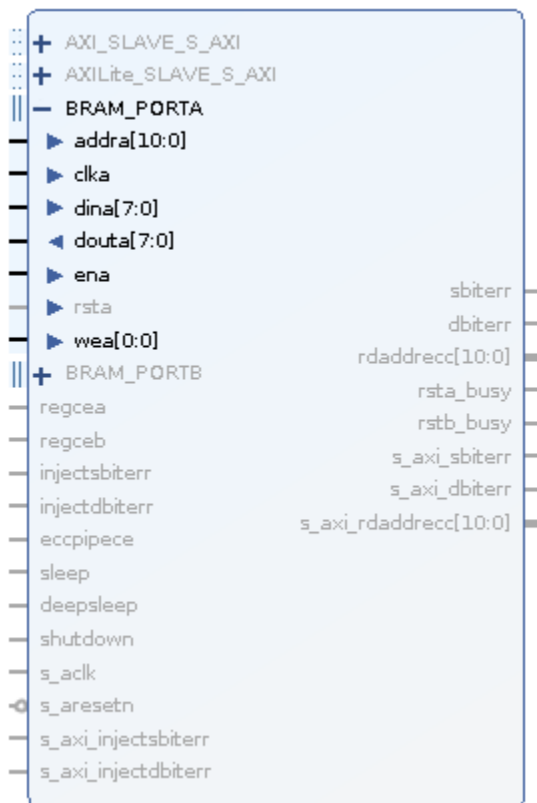 AXI_SLAVE_S_AXI
AXILite_SLAVE_S_AXI
BRAM_PORTA
addra[10:0]
clka
dina[7:0]
douta[7:0]
ena
rsta
wea[0:0]
BRAM_PORTB
regcea
regceb
injectsbiterr
injectdbiterr
eccpipece
sleep
deepsleep
shutdown
s_aclk
s_aresetn
s_axi_injectsbiterr
s_axi_injectdbiterr
sbiterr
dbiterr
rdaddrecc[10:0]
rsta_busy
rstb_busy
s_axi_sbiterr
s_axi_dbiterr
s_axi_rdaddrecc[10:0]